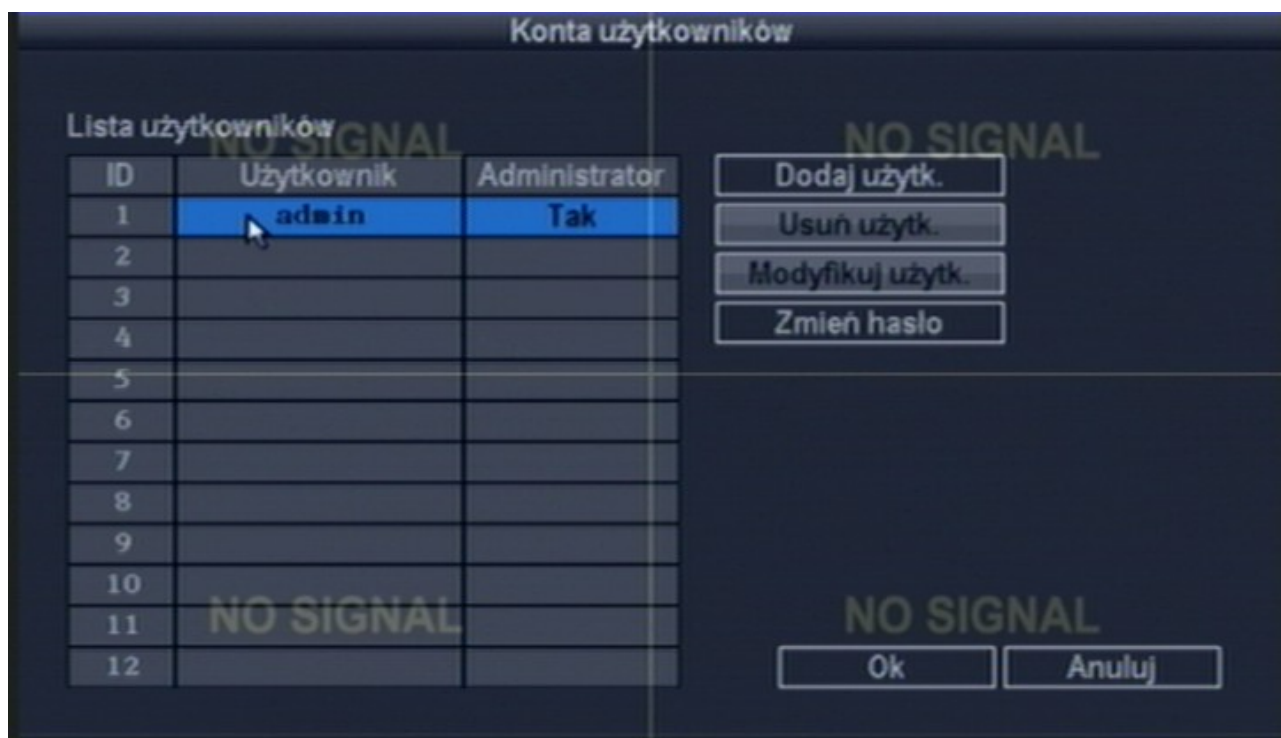 Konta użytkowników
Lista użytkowników
NO SIGNAL
NO SIGNAL
ID Użytkownik Administrator
1 admin Tak
2
3
4
5
6
7
8
9
10
11
12
Dodaj użytk.
Usuń użytk.
Modyfikuj użytk.
Zmień hasło
NO SIGNAL
NO SIGNAL
Ok Anuluj